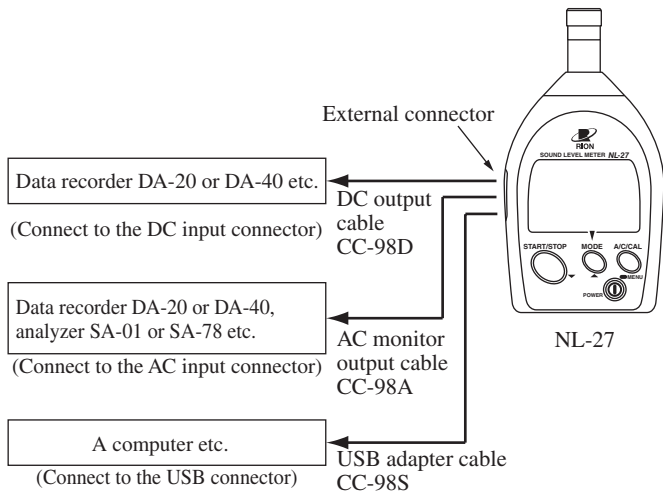 External connector
RION
SOUND LEVEL METER NL-27
START/STOP
MODE
A/C/CAL
MENU
POWER
NL-27
Data recorder DA-20 or DA-40 etc.
(Connect to the DC input connector)
DC output
cable
CC-98D
Data recorder DA-20 or DA-40,
analyzer SA-01 or SA-78 etc.
(Connect to the AC input connector)
AC monitor
output cable
CC-98A
A computer etc.
(Connect to the USB connector)
USB adapter cable
CC-98S